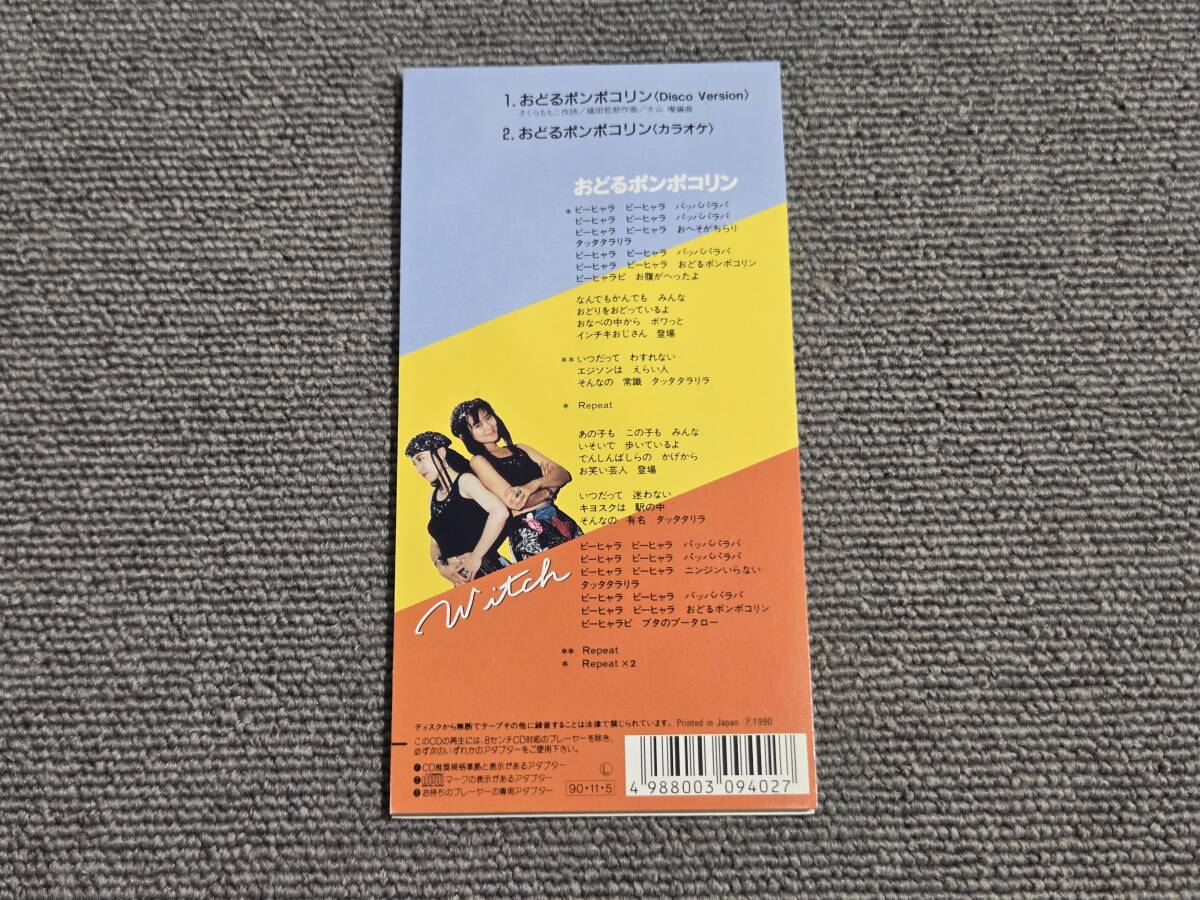 1. おどるポンポコリン〈Disco Version〉
さくらももこ作詩／織田哲郎作曲／大山 曜編曲
2. おどるポンポコリン〈カラオケ〉
おどるポンポコリン
* ピーヒャラ ピーヒャラ パッパパラパ
ピーヒャラ ピーヒャラ パッパパラパ
ピーヒャラ ピーヒャラ おへそがちらり
タッタタラリラ
ピーヒャラ ピーヒャラ パッパパラパ
ピーヒャラ ピーヒャラ おどるポンポコリン
ピーヒャラピ お腹がへったよ
なんでもかんでも みんな
おどりをおどっているよ
おなべの中から ボワっと
インチキおじさん 登場
** いつだって わすれない
エジソンは えらい人
そんなの 常識 タッタタラリラ
* Repeat
あの子も この子も みんな
いそいで 歩いているよ
でんしんばしらの かげから
お笑い芸人 登場
いつだって 迷わない
キヨスクは 駅の中
そんなの 有名 タッタタリラ
ピーヒャラ ピーヒャラ パッパパラパ
ピーヒャラ ピーヒャラ パッパパラパ
ピーヒャラ ピーヒャラ ニンジンいらない
タッタタラリラ
ピーヒャラ ピーヒャラ パッパパラパ
ピーヒャラ ピーヒャラ おどるポンポコリン
ピーヒャラピ ブタのプータロー
** Repeat
* Repeat×2
Witch
ディスクから無断でテープその他に録音することは法律で禁じられています。 Printed in Japan Ⓟ1990
このCDの再生には、8センチCD対応のプレーヤーを除き、
必ず次のいずれかのアダプターをご使用下さい。
❶CD推奨規格準拠と表示があるアダプター
❷マークの表示があるアダプター
❸お持ちのプレーヤーの専用アダプター
Ⓛ
90・11・5
4 988003 094027